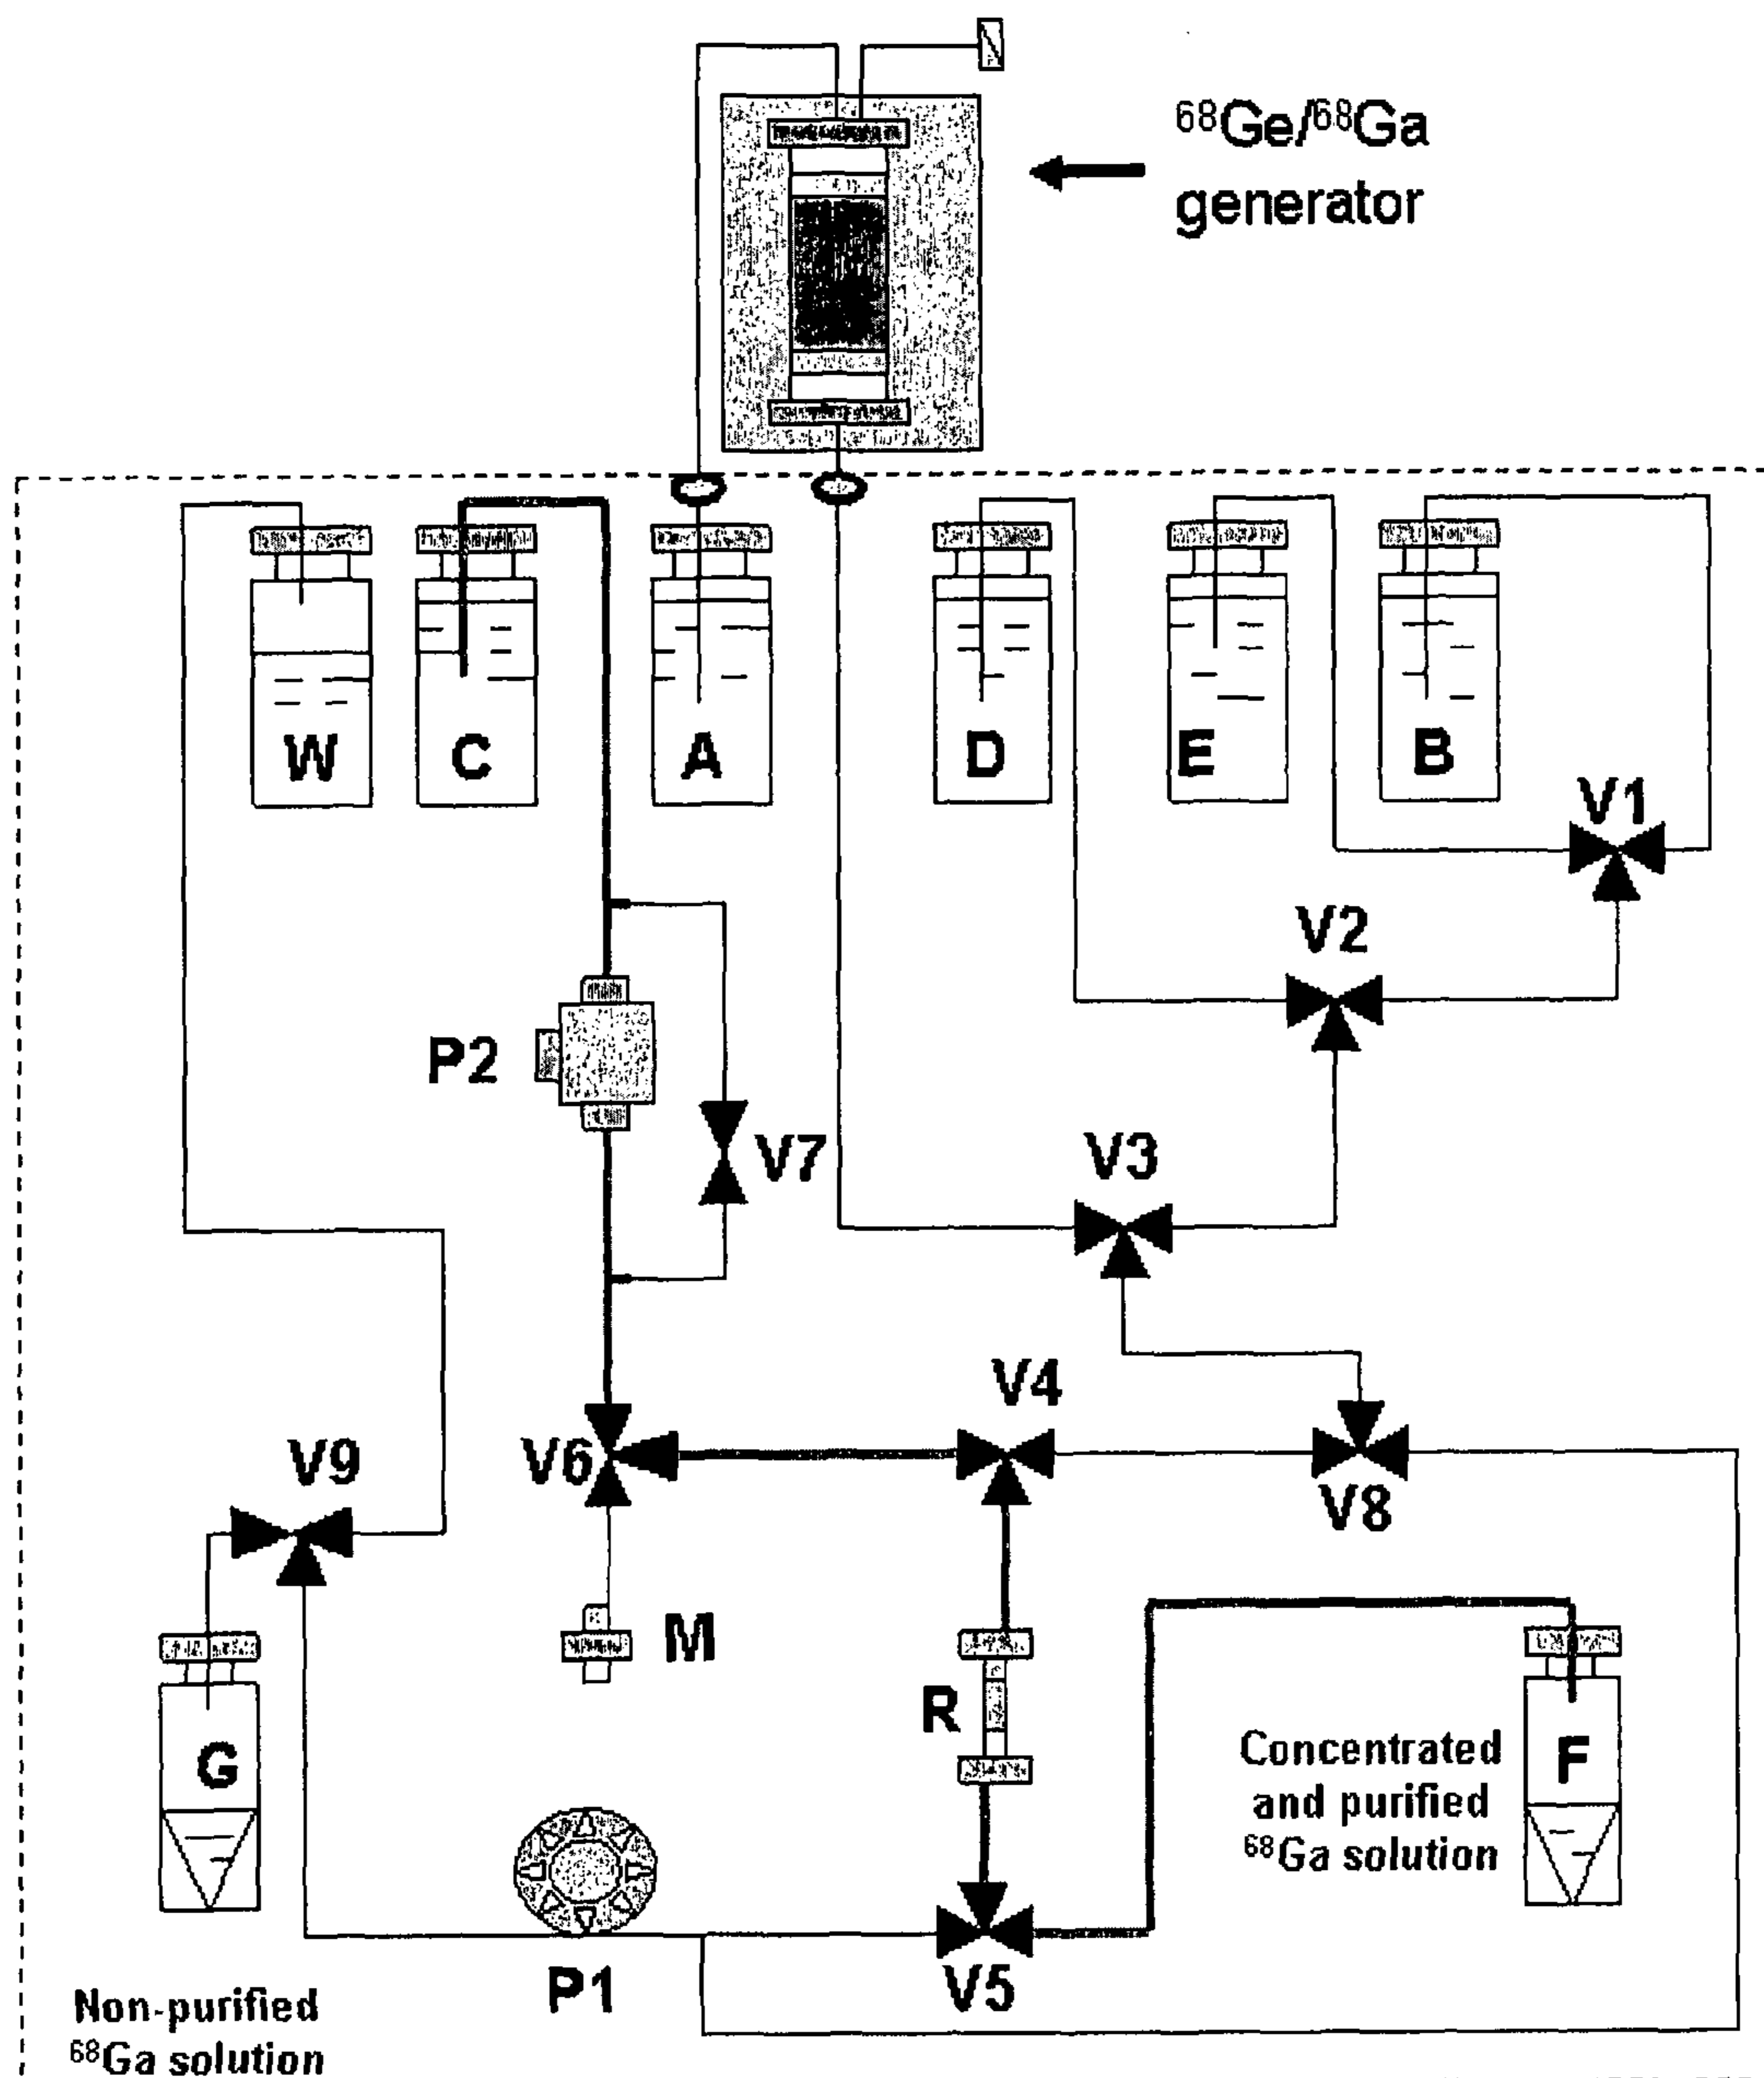 ⁶⁸Ge/⁶⁸Ga
generator
W
C
A
D
E
B
V1
V2
P2
V7
V3
V4
V9
V6
V8
M
R
G
Concentrated
and purified
⁶⁸Ga solution
F
P1
V5
Non-purified
⁶⁸Ga solution